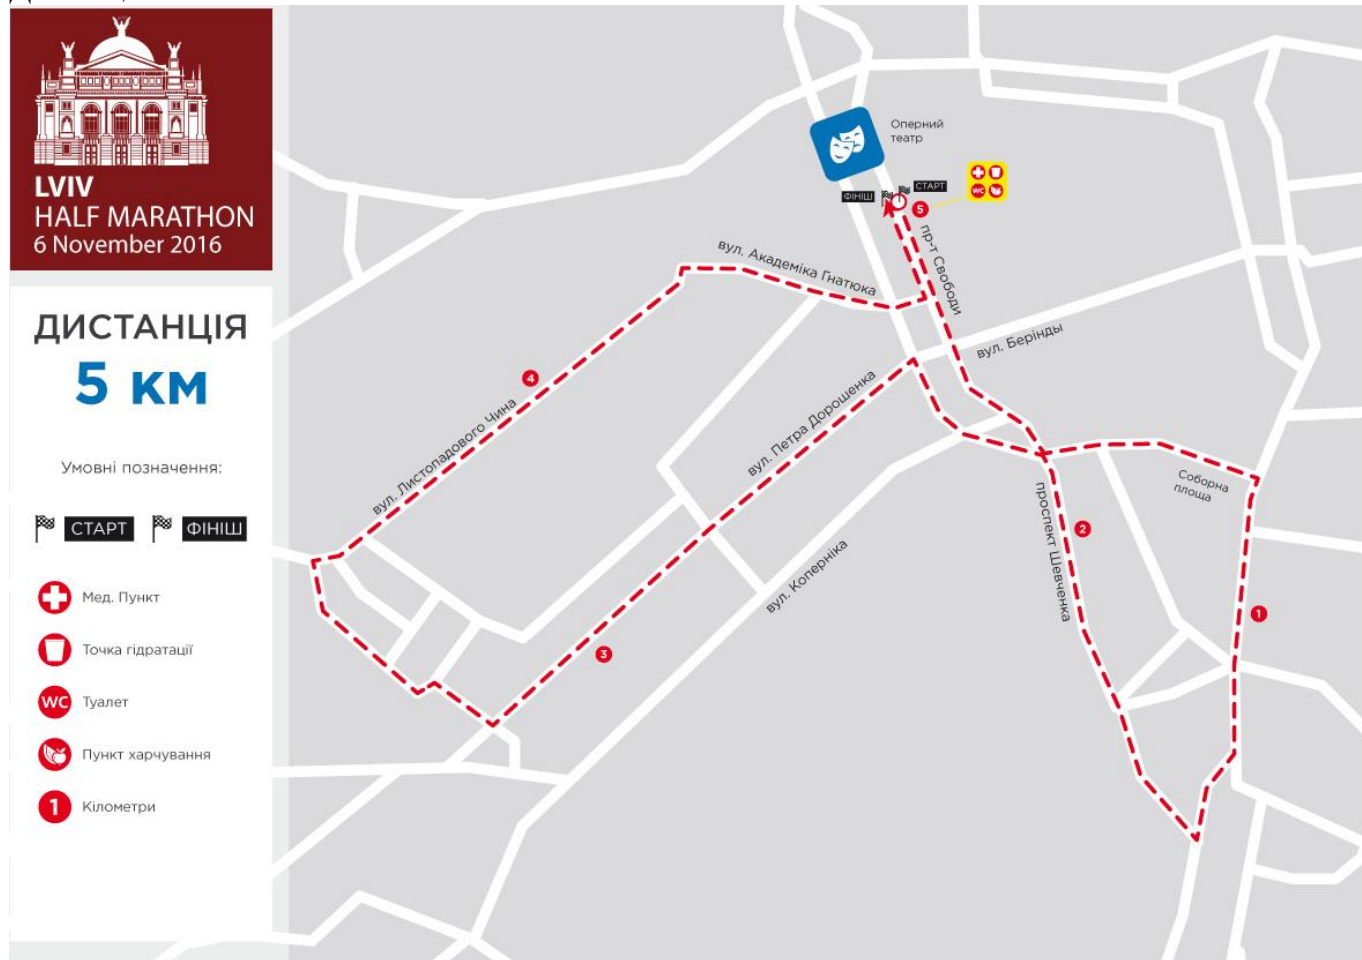 LVIV
HALF MARATHON
6 November 2016
ДИСТАНЦІЯ
5 КМ
Умовні позначення:
СТАРТ ФІНІШ
Мед. Пункт
Точка гідратації
WC Туалет
Пункт харчування
1 Кілометри
Оперний
театр
ФІНІШ
СТАРТ
WC
5
пр-т Свободи
вул. Академіка Гнатюка
вул. Берінды
4
вул. Листопадового Чина
вул. Петра Дорошенка
Соборна
площа
проспект Шевченка
2
вул. Коперніка
1
3